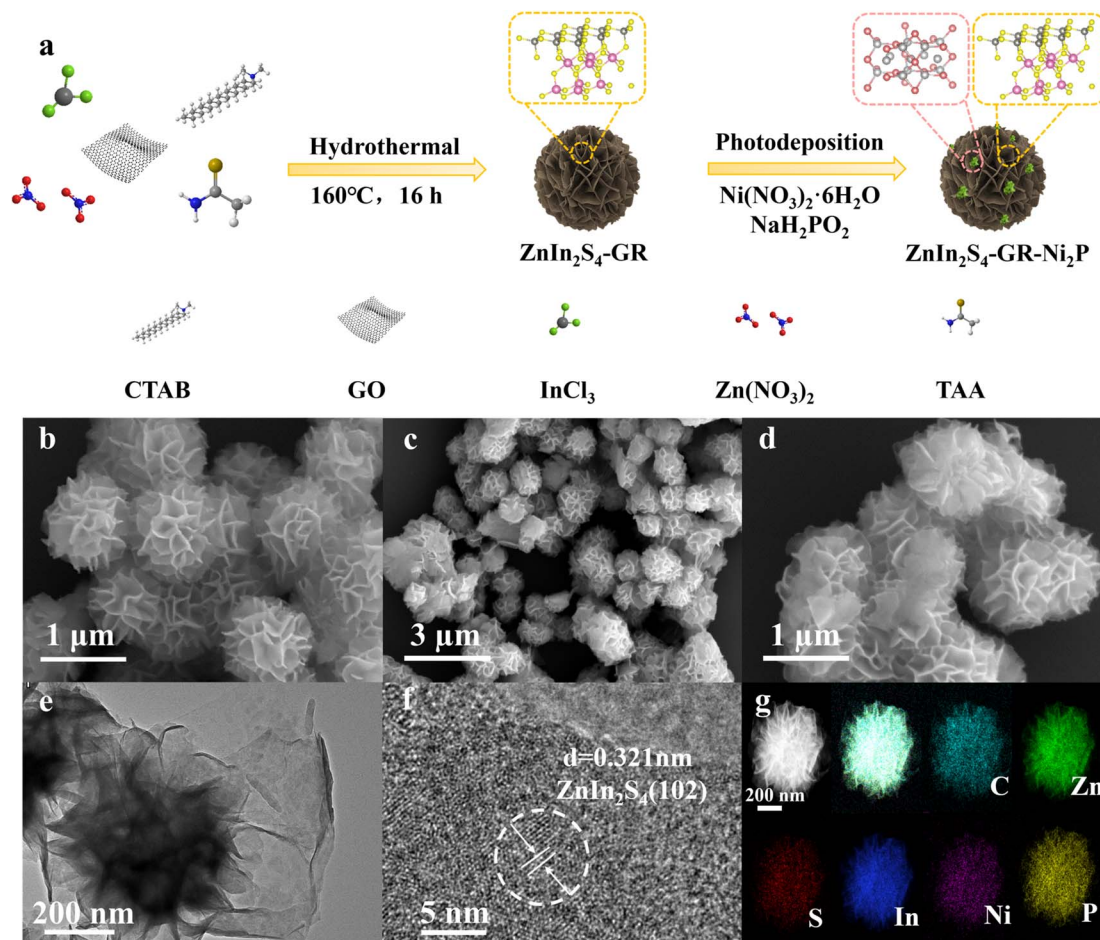 a
Hydrothermal
160℃，16 h
ZnIn₂S₄-GR
Photodeposition
Ni(NO₃)₂·6H₂O
NaH₂PO₂
ZnIn₂S₄-GR-Ni₂P
CTAB
GO
InCl₃
Zn(NO₃)₂
TAA
b
1 μm
c
3 μm
d
1 μm
e
200 nm
f
d=0.321nm
ZnIn₂S₄(102)
5 nm
g
200 nm
C
Zn
S
In
Ni
P